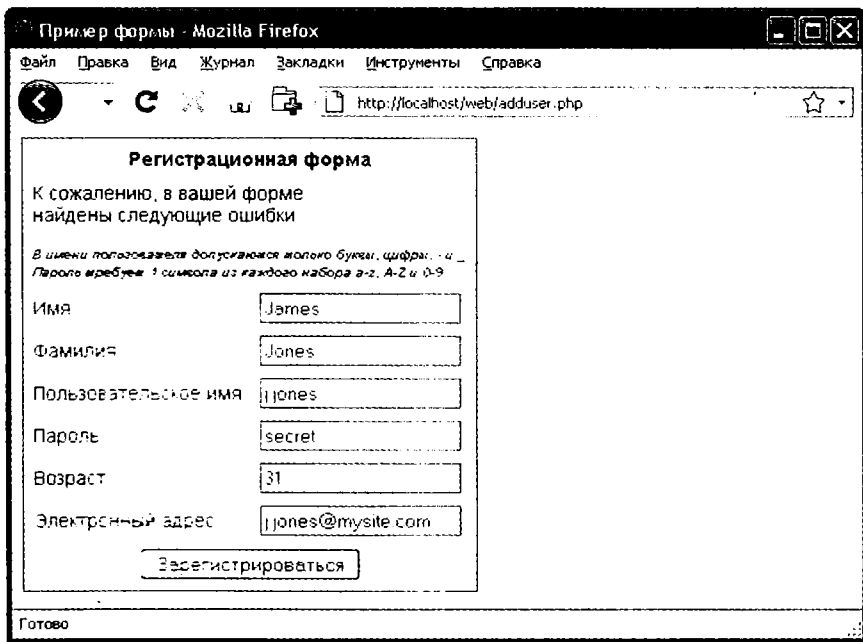 Пример формы - Mozilla Firefox
Файл Правка Вид Журнал Закладки Инструменты Справка
http://localhost/web/adduser.php
Регистрационная форма
К сожалению, в вашей форме
найдены следующие ошибки
В имени пользователя допускаются только буквы, цифры, - и _
Пароль требует 1 символа из каждого набора a-z, A-Z и 0-9
Имя James
Фамилия Jones
Пользовательское имя jjones
Пароль secret
Возраст 31
Электронный адрес jjones@mysite.com
Зарегистрироваться
Готово